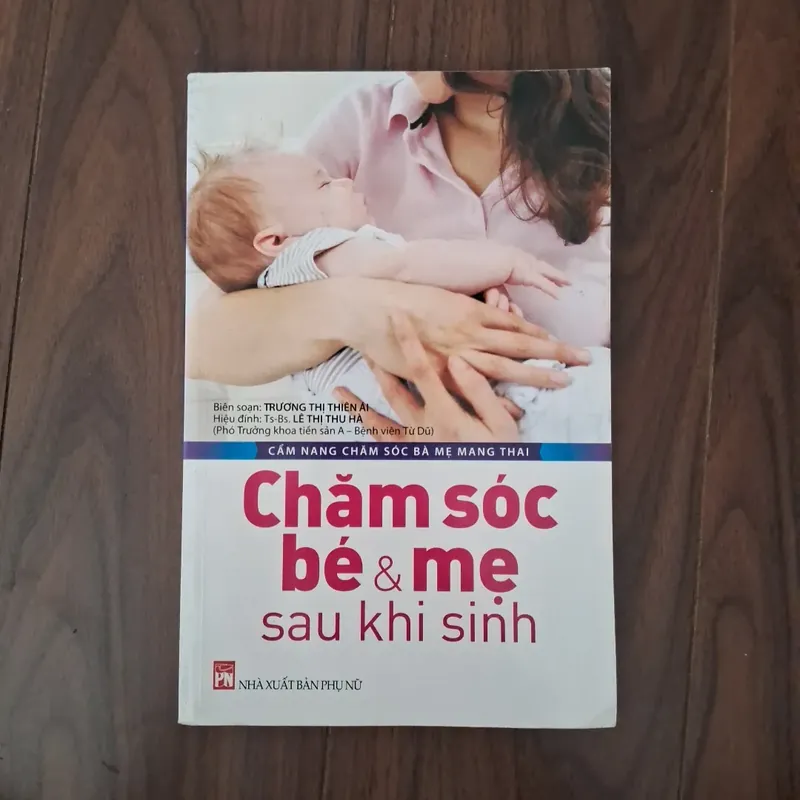 Biên soạn: TRƯƠNG THỊ THIÊN ÁI
Hiệu đính: Ts-Bs. LÊ THỊ THU HÀ
(Phó Trưởng khoa tiền sản A – Bệnh viện Từ Dũ)
CẨM NANG CHĂM SÓC BÀ MẸ MANG THAI
Chăm sóc
bé & mẹ
sau khi sinh
PN NHÀ XUẤT BẢN PHỤ NỮ